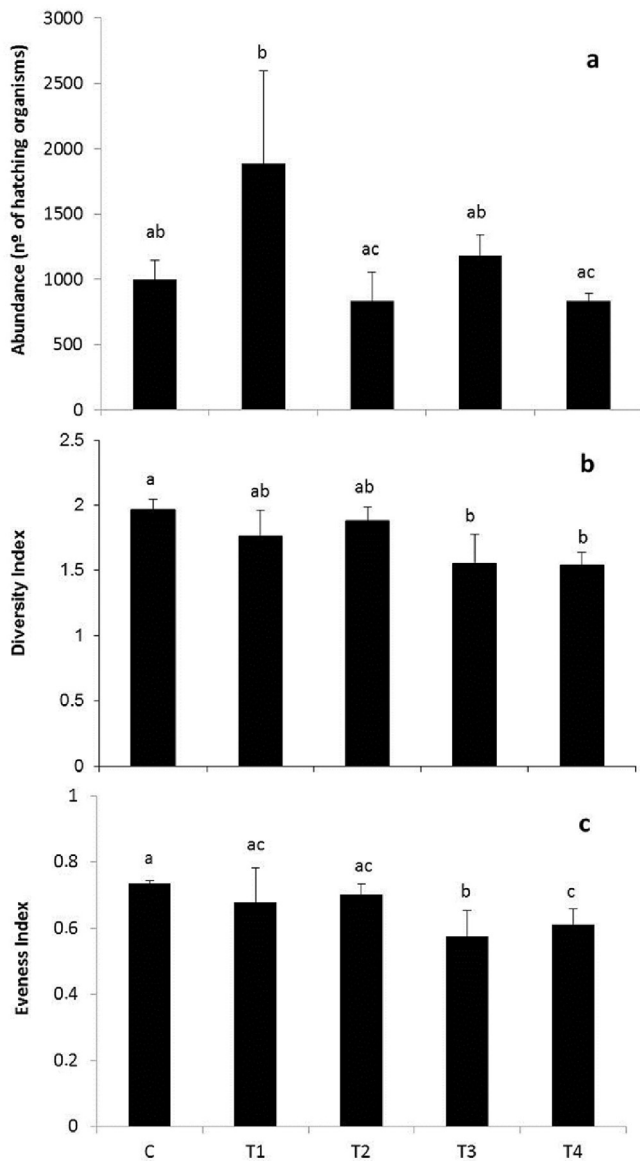 3000
a
b
2500
2000
1500
ab
ab
ac
ac
1000
500
0
Abundance (nº of hatching organisms)
2.5
b
a
ab
ab
2
b
b
1.5
1
0.5
0
Diversity Index
1
c
a
ac
ac
0.8
b
c
0.6
0.4
0.2
0
Eveness Index
C T1 T2 T3 T4